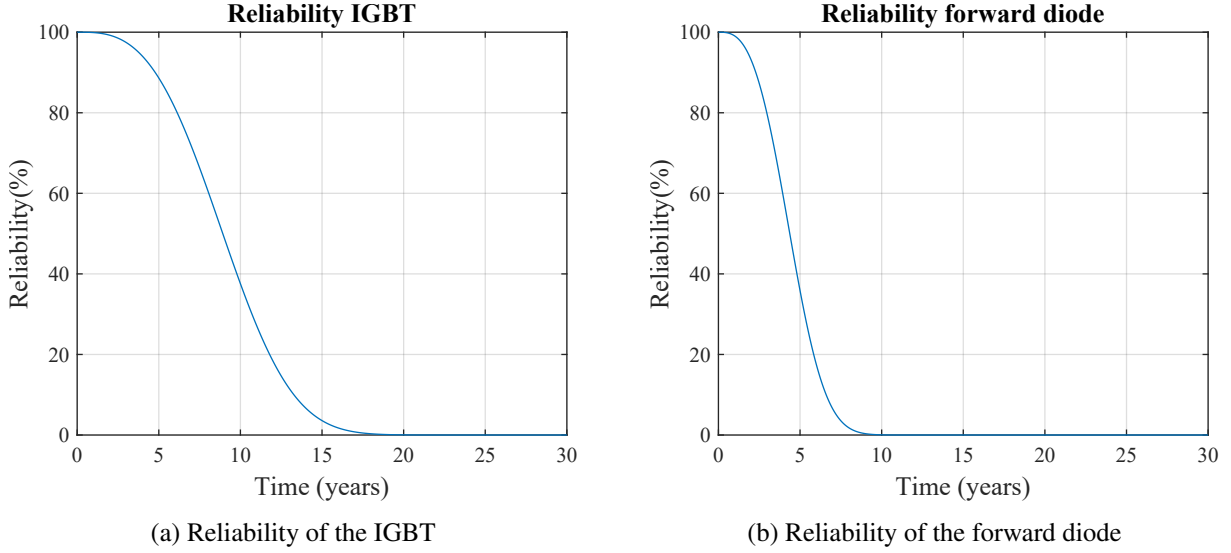 Reliability IGBT
100
80
60
40
20
0
Reliability(%)
0 5 10 15 20 25 30
Time (years)
(a) Reliability of the IGBT
Reliability forward diode
100
80
60
40
20
0
Reliability(%)
0 5 10 15 20 25 30
Time (years)
(b) Reliability of the forward diode